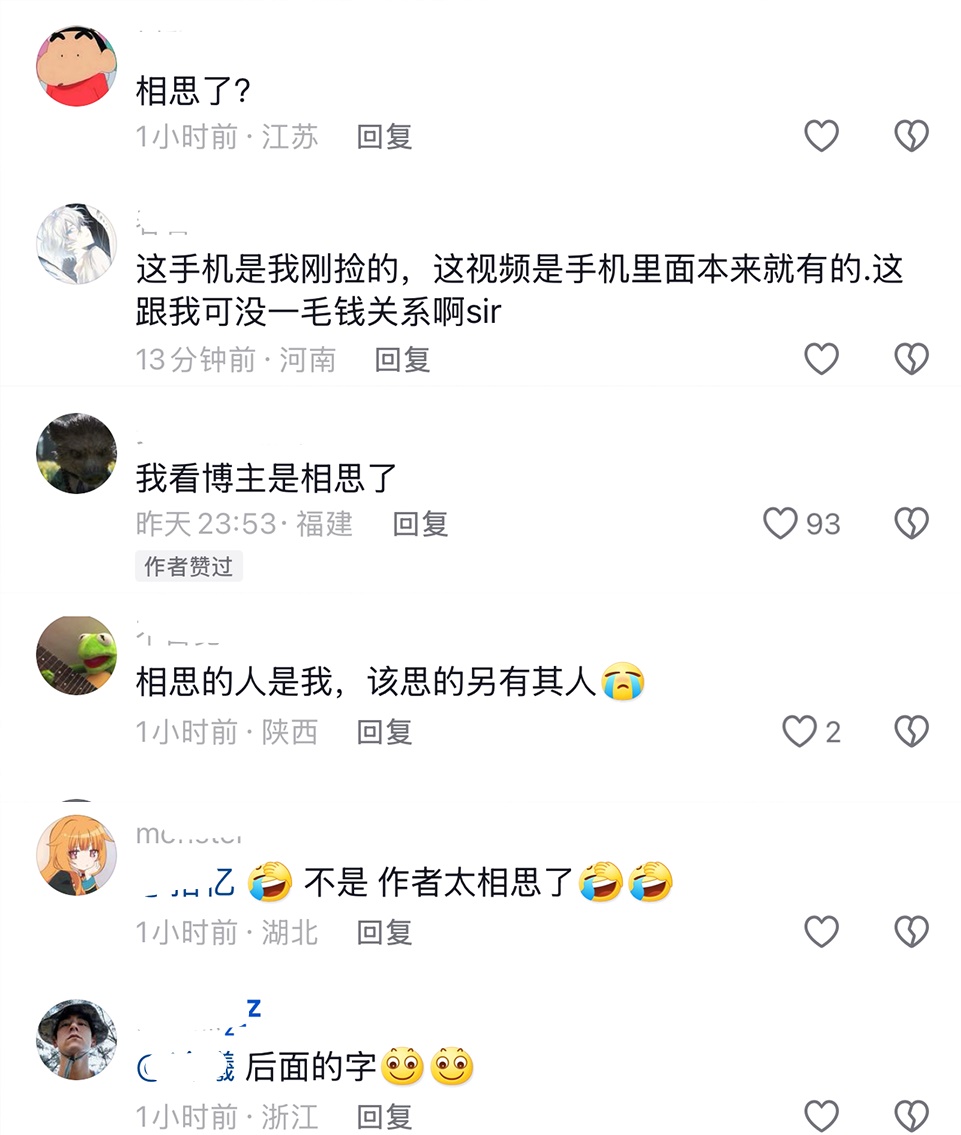 相思了?
1小时前·江苏 回复
这手机是我刚捡的，这视频是手机里面本来就有的.这
跟我可没一毛钱关系啊sir
13分钟前·河南 回复
我看博主是相思了
昨天23:53·福建 回复 93
作者赞过
相思的人是我，该思的另有其人😭
1小时前·陕西 回复 2
🤣 不是 作者太相思了🤣🤣
1小时前·湖北 回复
z
后面的字🙄🙄
1小时前·浙江 回复